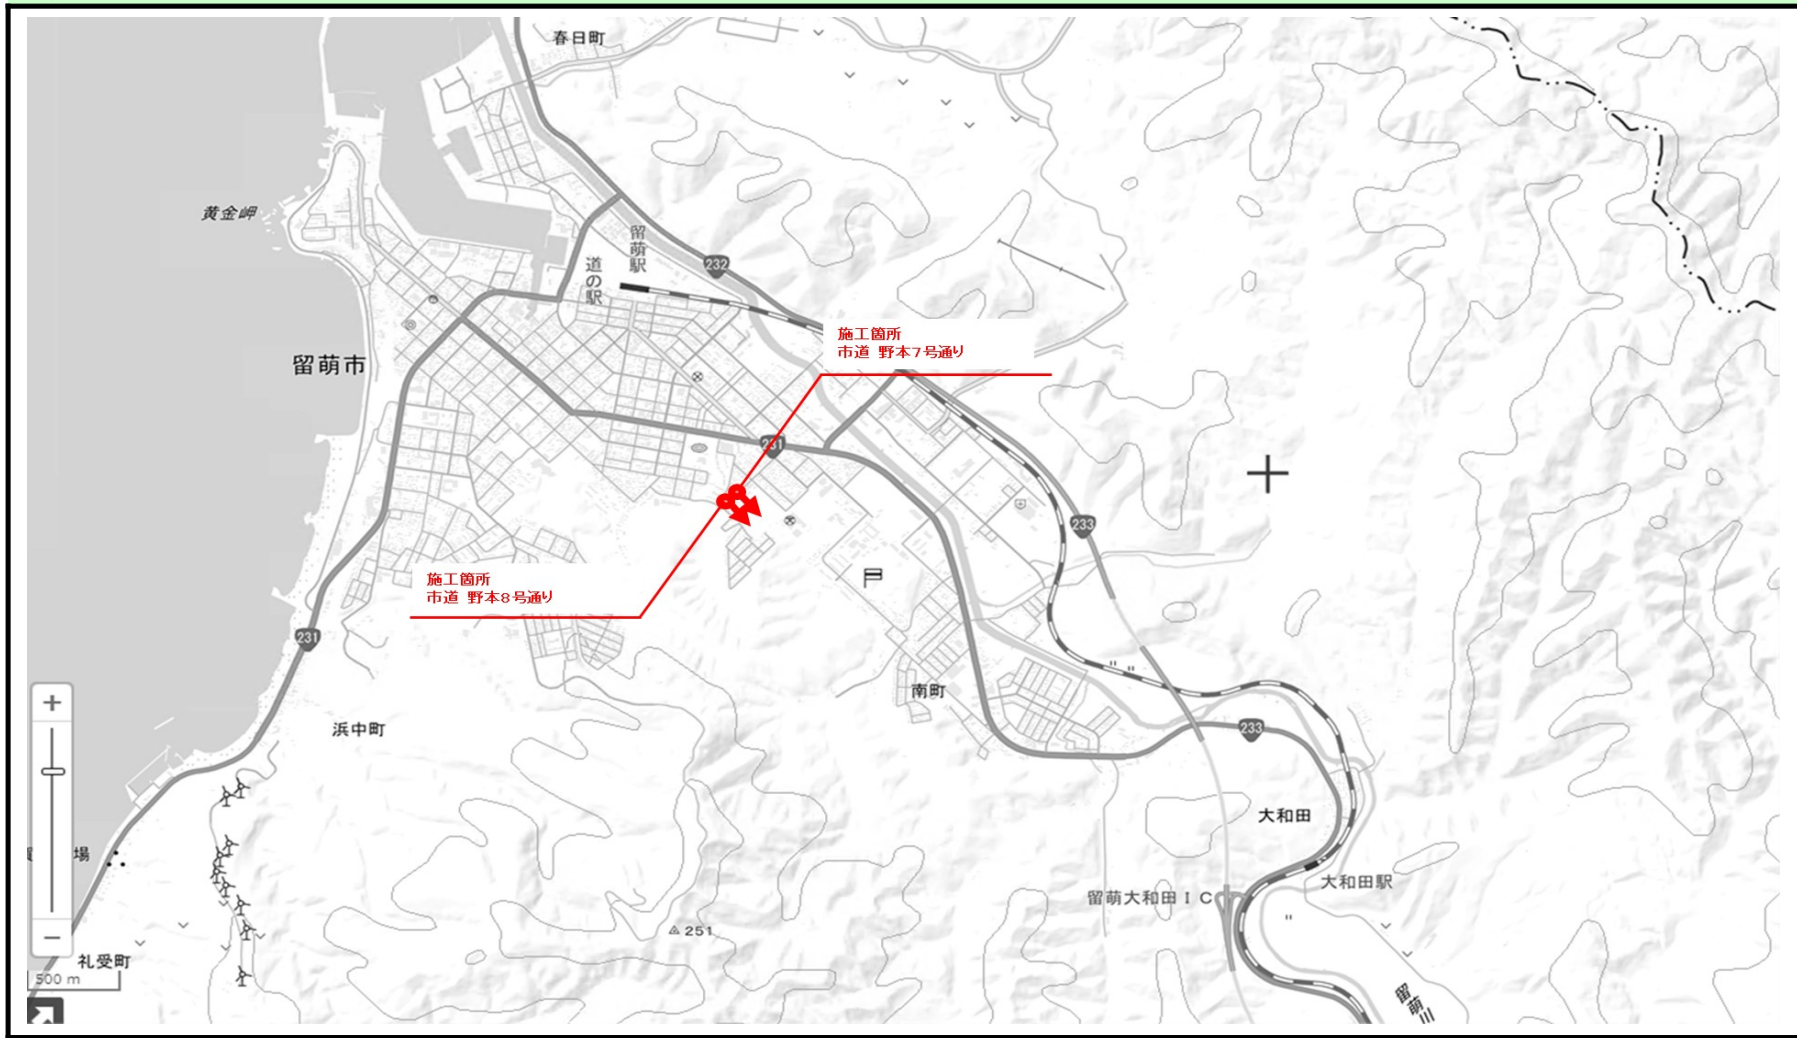 春日町
黄金岬
留萌駅
道の駅
232
施工箇所
市道 野本7号通り
留萌市
231
233
施工箇所
市道 野本8号通り
231
南町
浜中町
233
大和田
場
大和田駅
留萌大和田IC
251
礼受町
500 m
留萌川